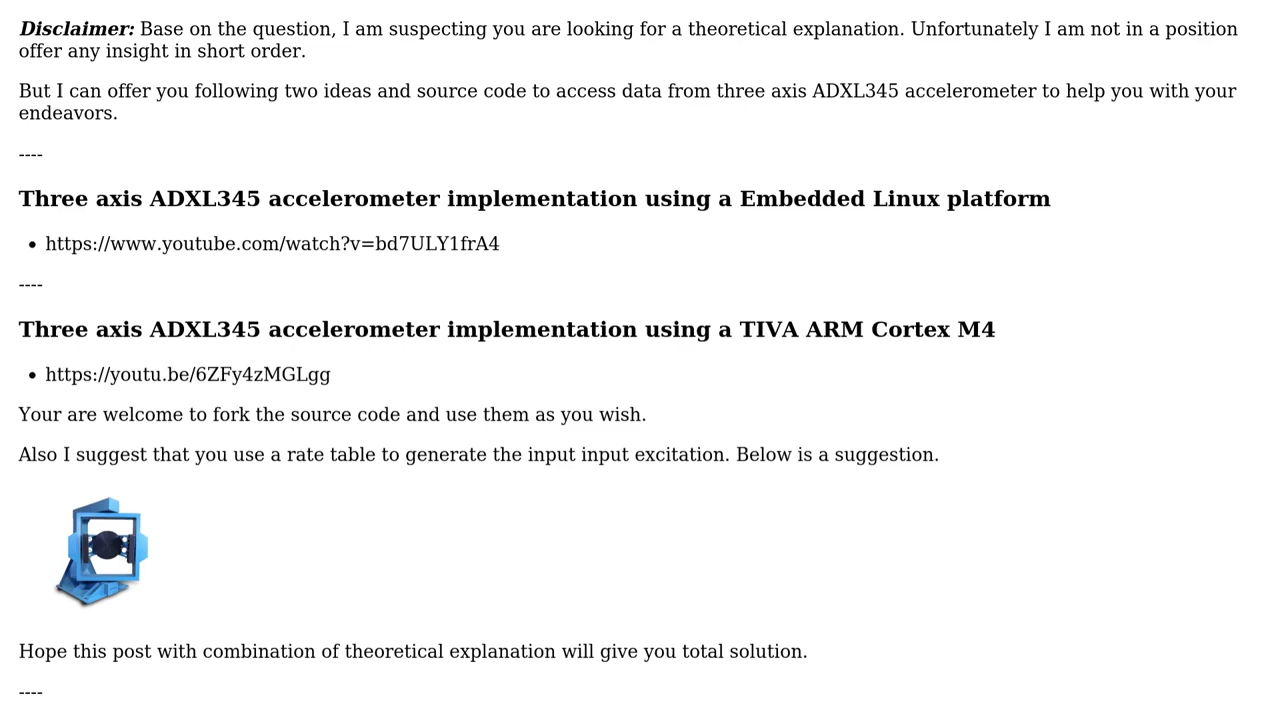 Disclaimer: Base on the question, I am suspecting you are looking for a theoretical explanation. Unfortunately I am not in a position
offer any insight in short order.
But I can offer you following two ideas and source code to access data from three axis ADXL345 accelerometer to help you with your
endeavors.
----
Three axis ADXL345 accelerometer implementation using a Embedded Linux platform
• https://www.youtube.com/watch?v=bd7ULY1frA4
----
Three axis ADXL345 accelerometer implementation using a TIVA ARM Cortex M4
• https://youtu.be/6ZFy4zMGLgg
Your are welcome to fork the source code and use them as you wish.
Also I suggest that you use a rate table to generate the input input excitation. Below is a suggestion.
Hope this post with combination of theoretical explanation will give you total solution.
----